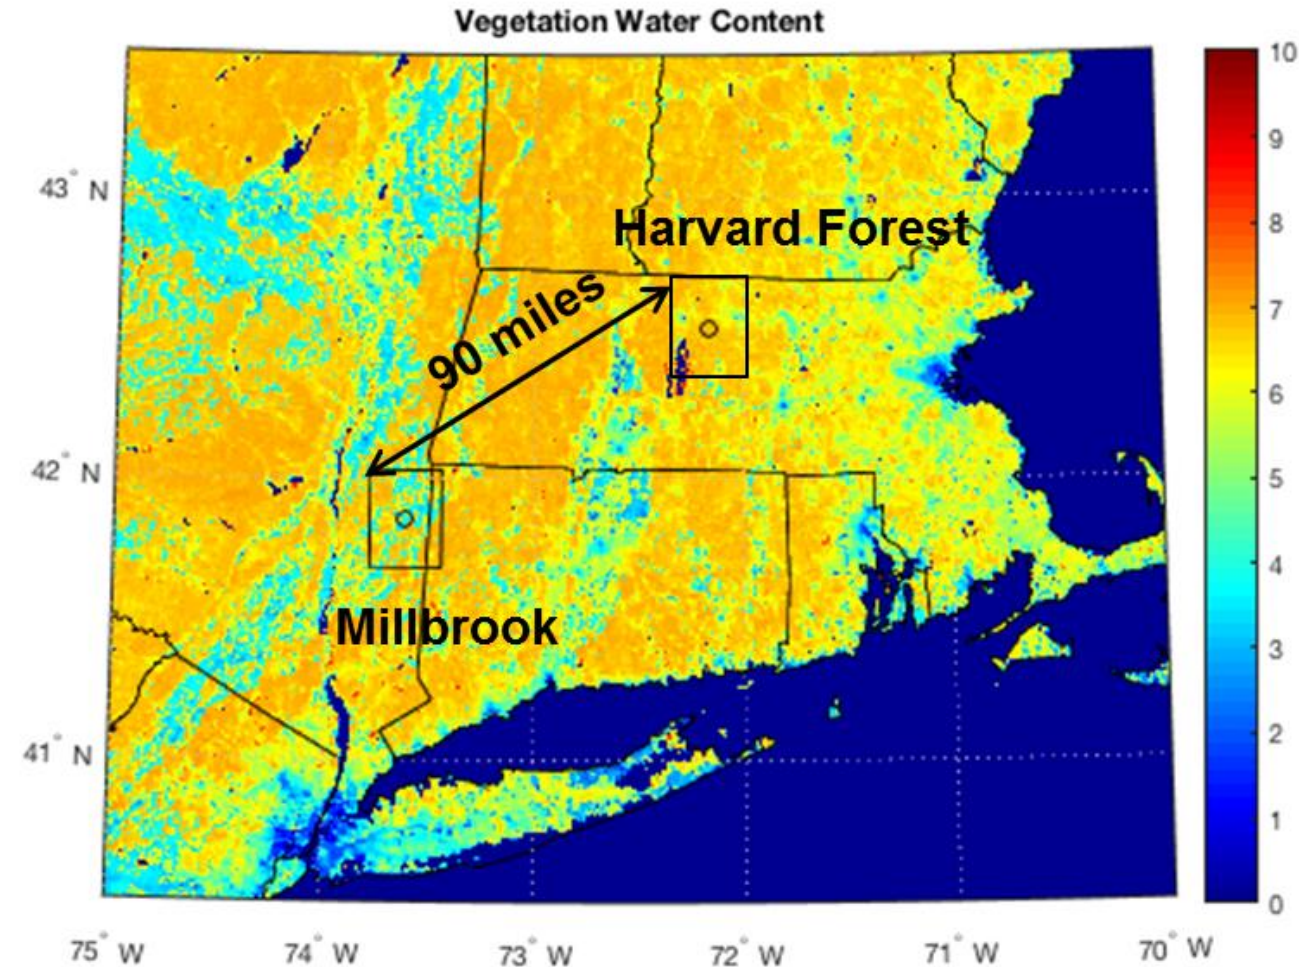 Vegetation Water Content
10
9
8
7
6
5
4
3
2
1
0
43° N
42° N
41° N
Harvard Forest
90 miles
Millbrook
75° W
74° W
73° W
72° W
71° W
70° W